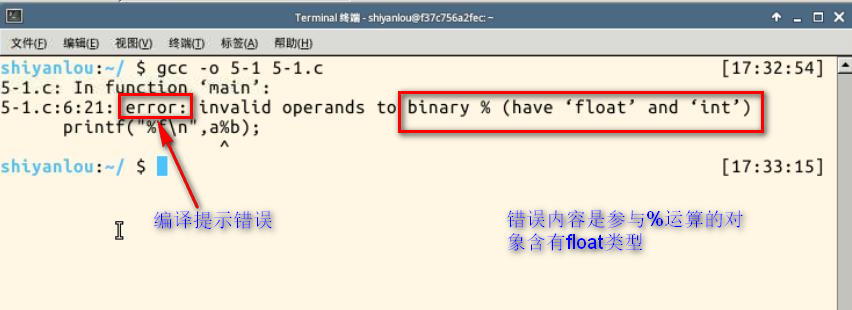 Terminal 终端 - shiyanlou@f37c756a2fec: ~
文件(F) 编辑(E) 视图(V) 终端(T) 标签(A) 帮助(H)
shiyanlou:~/ $ gcc -o 5-1 5-1.c [17:32:54]
5-1.c: In function ‘main’:
5-1.c:6:21: error: invalid operands to binary % (have ‘float’ and ‘int’)
printf("%f\n",a%b);
^
shiyanlou:~/ $ [17:33:15]
编译提示错误
错误内容是参与%运算的对
象含有float类型